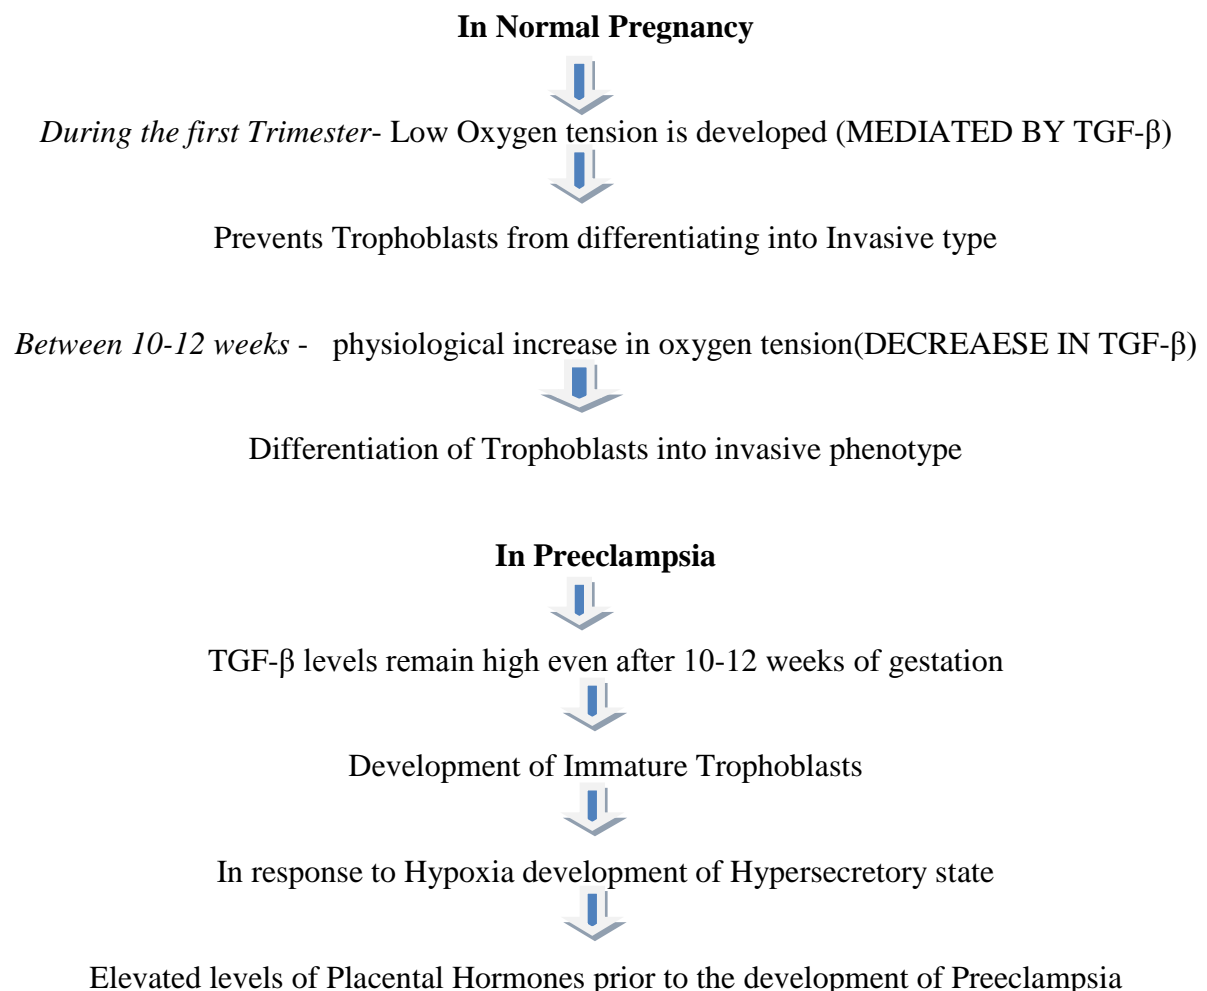 In Normal Pregnancy
During the first Trimester- Low Oxygen tension is developed (MEDIATED BY TGF-β)
Prevents Trophoblasts from differentiating into Invasive type
Between 10-12 weeks - physiological increase in oxygen tension(DECREAESE IN TGF-β)
Differentiation of Trophoblasts into invasive phenotype
In Preeclampsia
TGF-β levels remain high even after 10-12 weeks of gestation
Development of Immature Trophoblasts
In response to Hypoxia development of Hypersecretory state
Elevated levels of Placental Hormones prior to the development of Preeclampsia